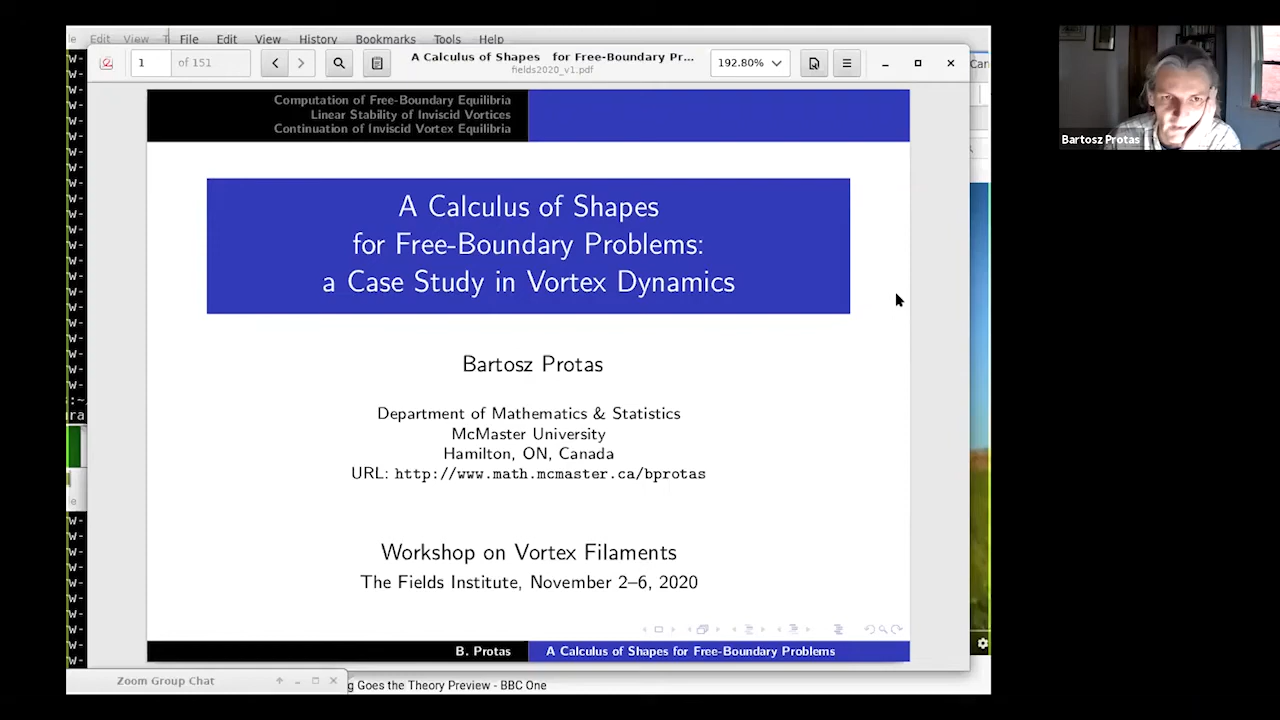 le Edit View T File Edit View History Bookmarks Tools Help
1 of 151
A Calculus of Shapes for Free-Boundary Pr...
fields2020_v1.pdf
192.80%
Computation of Free-Boundary Equilibria
Linear Stability of Inviscid Vortices
Continuation of Inviscid Vortex Equilibria
A Calculus of Shapes
for Free-Boundary Problems:
a Case Study in Vortex Dynamics
Bartosz Protas
Department of Mathematics & Statistics
McMaster University
Hamilton, ON, Canada
URL: http://www.math.mcmaster.ca/bprotas
Workshop on Vortex Filaments
The Fields Institute, November 2–6, 2020
B. Protas
A Calculus of Shapes for Free-Boundary Problems
Zoom Group Chat
g Goes the Theory Preview - BBC One
Bartosz Protas